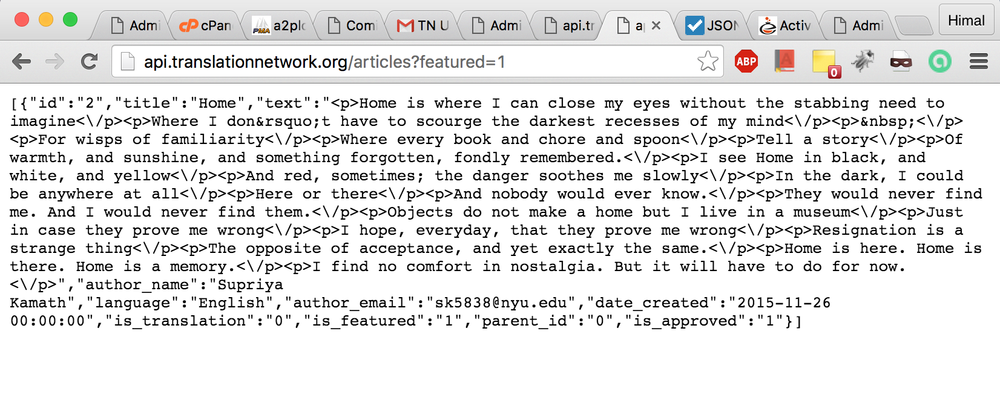 Admi
cPan
PMA
a2plc
Com
TN U
Admi
api.tr
a
JSON
Activ
Admi
Himal
api.translationnetwork.org/articles?featured=1
ABP
A
0
[{"id":"2","title":"Home","text":"<p>Home is where I can close my eyes without the stabbing need to
imagine<\/p><p>Where I don&rsquo;t have to scourge the darkest recesses of my mind<\/p><p>&nbsp;<\/p>
<p>For wisps of familiarity<\/p><p>Where every book and chore and spoon<\/p><p>Tell a story<\/p><p>Of
warmth, and sunshine, and something forgotten, fondly remembered.<\/p><p>I see Home in black, and
white, and yellow<\/p><p>And red, sometimes; the danger soothes me slowly<\/p><p>In the dark, I could
be anywhere at all<\/p><p>Here or there<\/p><p>And nobody would ever know.<\/p><p>They would never find
me. And I would never find them.<\/p><p>Objects do not make a home but I live in a museum<\/p><p>Just
in case they prove me wrong<\/p><p>I hope, everyday, that they prove me wrong<\/p><p>Resignation is a
strange thing<\/p><p>The opposite of acceptance, and yet exactly the same.<\/p><p>Home is here. Home is
there. Home is a memory.<\/p><p>I find no comfort in nostalgia. But it will have to do for now.
<\/p>","author_name":"Supriya
Kamath","language":"English","author_email":"sk5838@nyu.edu","date_created":"2015-11-26
00:00:00","is_translation":"0","is_featured":"1","parent_id":"0","is_approved":"1"}]